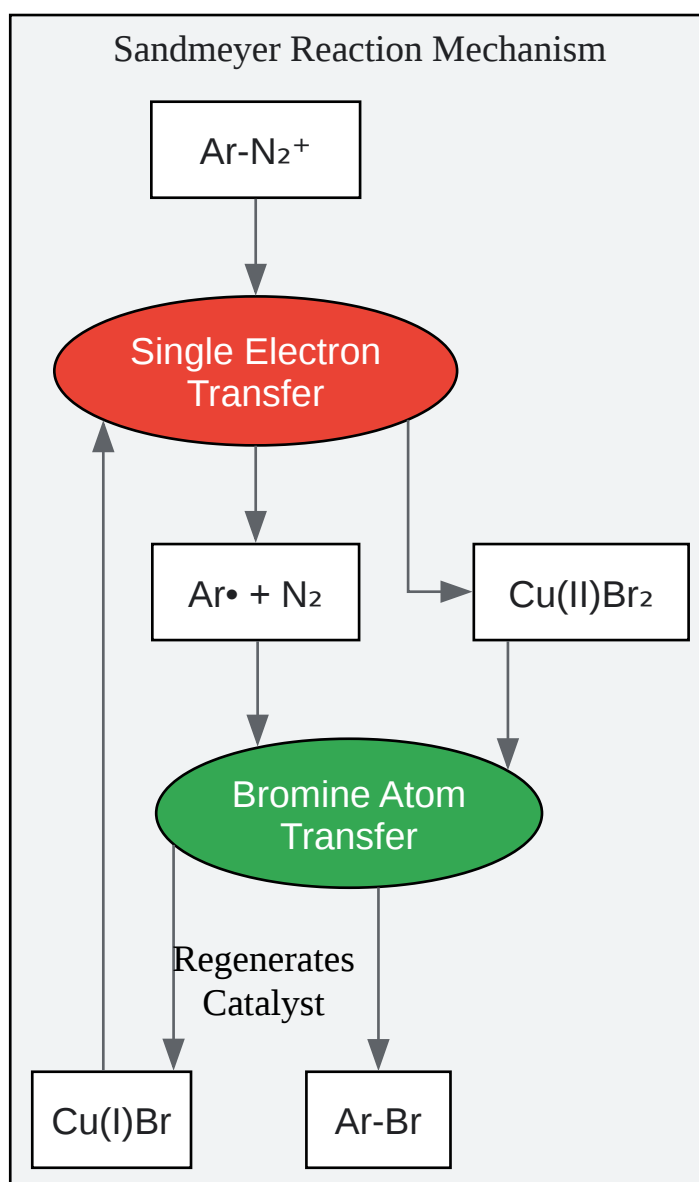 Sandmeyer Reaction Mechanism
Ar-N₂⁺
Single Electron
Transfer
Ar• + N₂
Cu(II)Br₂
Bromine Atom
Transfer
Regenerates
Catalyst
Cu(I)Br
Ar-Br